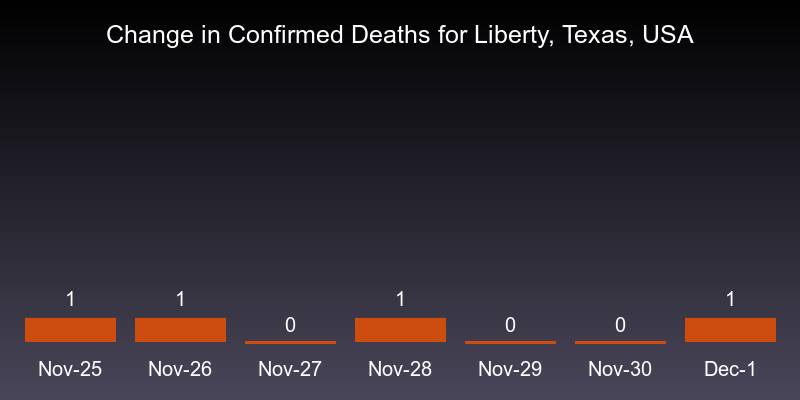 Change in Confirmed Deaths for Liberty, Texas, USA
1 1 0 1 0 0 1
Nov-25 Nov-26 Nov-27 Nov-28 Nov-29 Nov-30 Dec-1